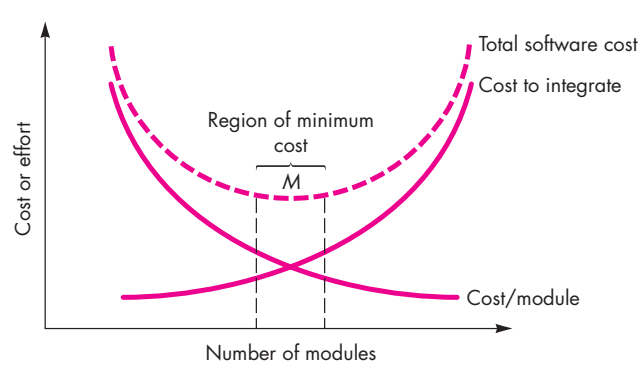 Total software cost
Cost to integrate
Region of minimum
cost
M
Cost or effort
Cost/module
Number of modules